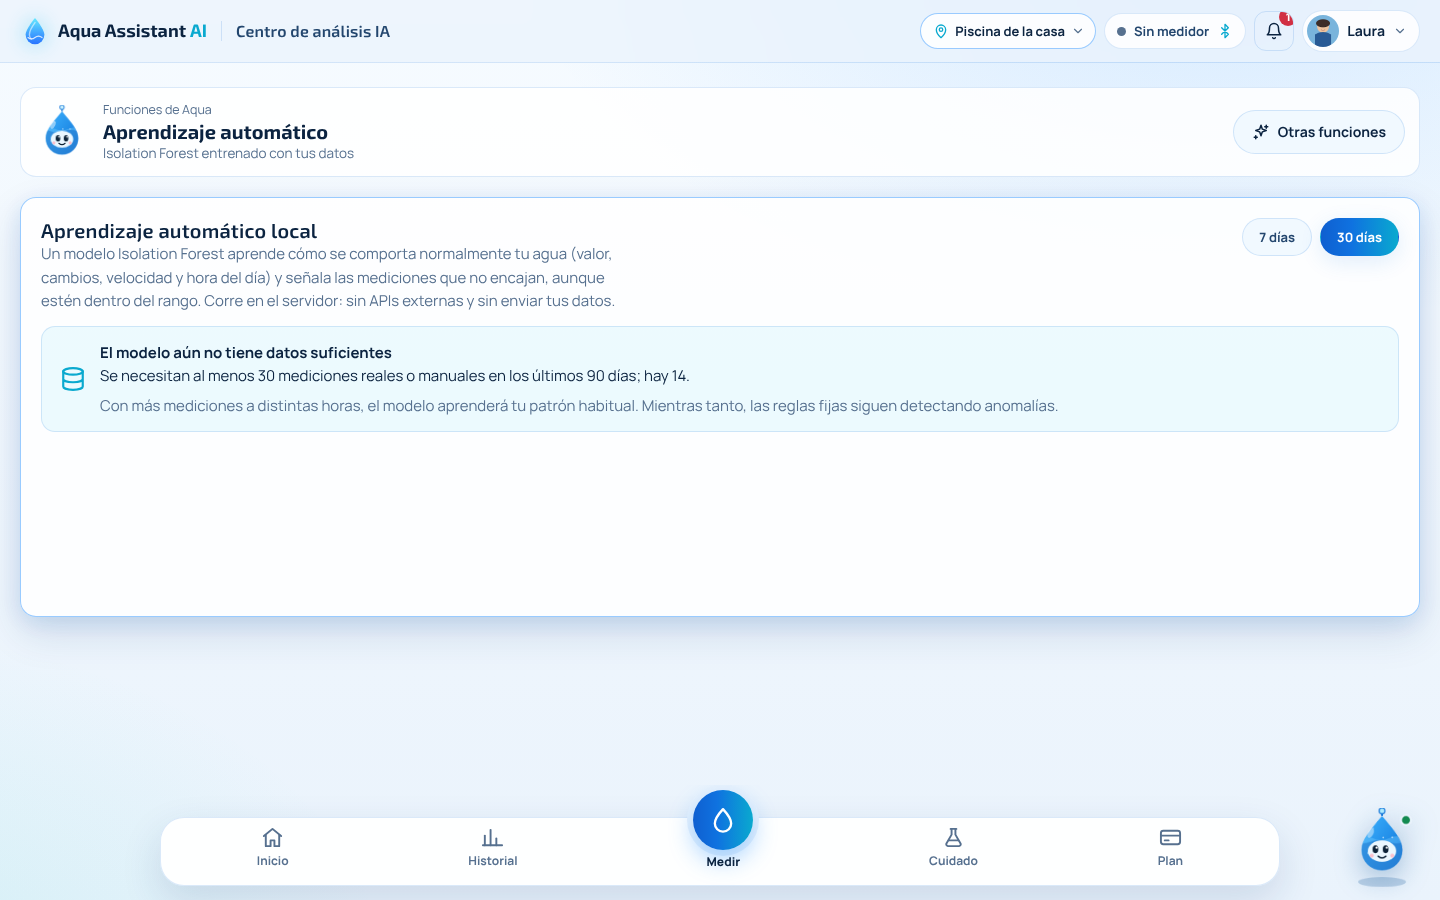 Aqua Assistant AI
Centro de análisis IA
Piscina de la casa
Sin medidor
1
Laura
Funciones de Aqua
Aprendizaje automático
Isolation Forest entrenado con tus datos
Otras funciones
Aprendizaje automático local
7 días
30 días
Un modelo Isolation Forest aprende cómo se comporta normalmente tu agua (valor,
cambios, velocidad y hora del día) y señala las mediciones que no encajan, aunque
estén dentro del rango. Corre en el servidor: sin APIs externas y sin enviar tus datos.
El modelo aún no tiene datos suficientes
Se necesitan al menos 30 mediciones reales o manuales en los últimos 90 días; hay 14.
Con más mediciones a distintas horas, el modelo aprenderá tu patrón habitual. Mientras tanto, las reglas fijas siguen detectando anomalías.
Inicio
Historial
Medir
Cuidado
Plan